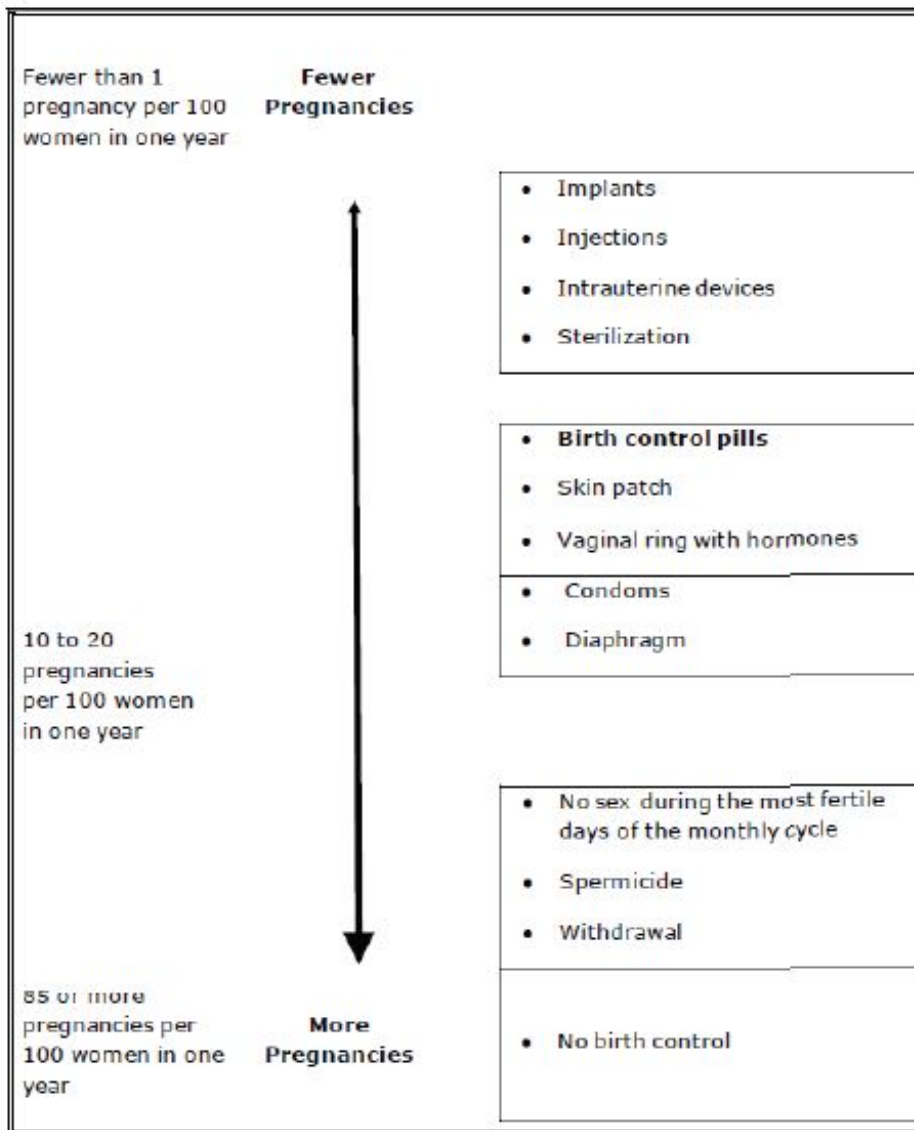 Fewer than 1
pregnancy per 100
women in one year
Fewer
Pregnancies
• Implants
• Injections
• Intrauterine devices
• Sterilization
• Birth control pills
• Skin patch
• Vaginal ring with hormones
• Condoms
• Diaphragm
10 to 20
pregnancies
per 100 women
in one year
• No sex during the most fertile
days of the monthly cycle
• Spermicide
• Withdrawal
85 or more
pregnancies per
100 women in one
year
More
Pregnancies
• No birth control